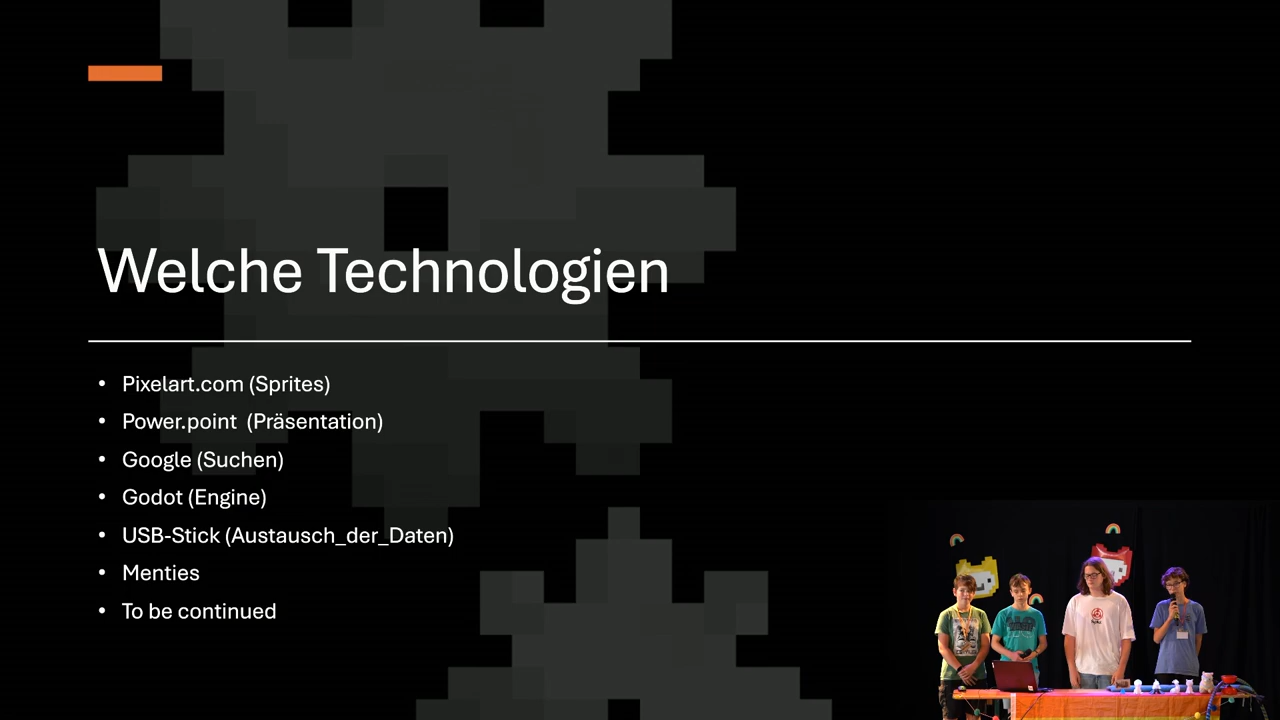 Welche Technologien
• Pixelart.com (Sprites)
• Power.point  (Präsentation)
• Google (Suchen)
• Godot (Engine)
• USB-Stick (Austausch_der_Daten)
• Menties
• To be continued